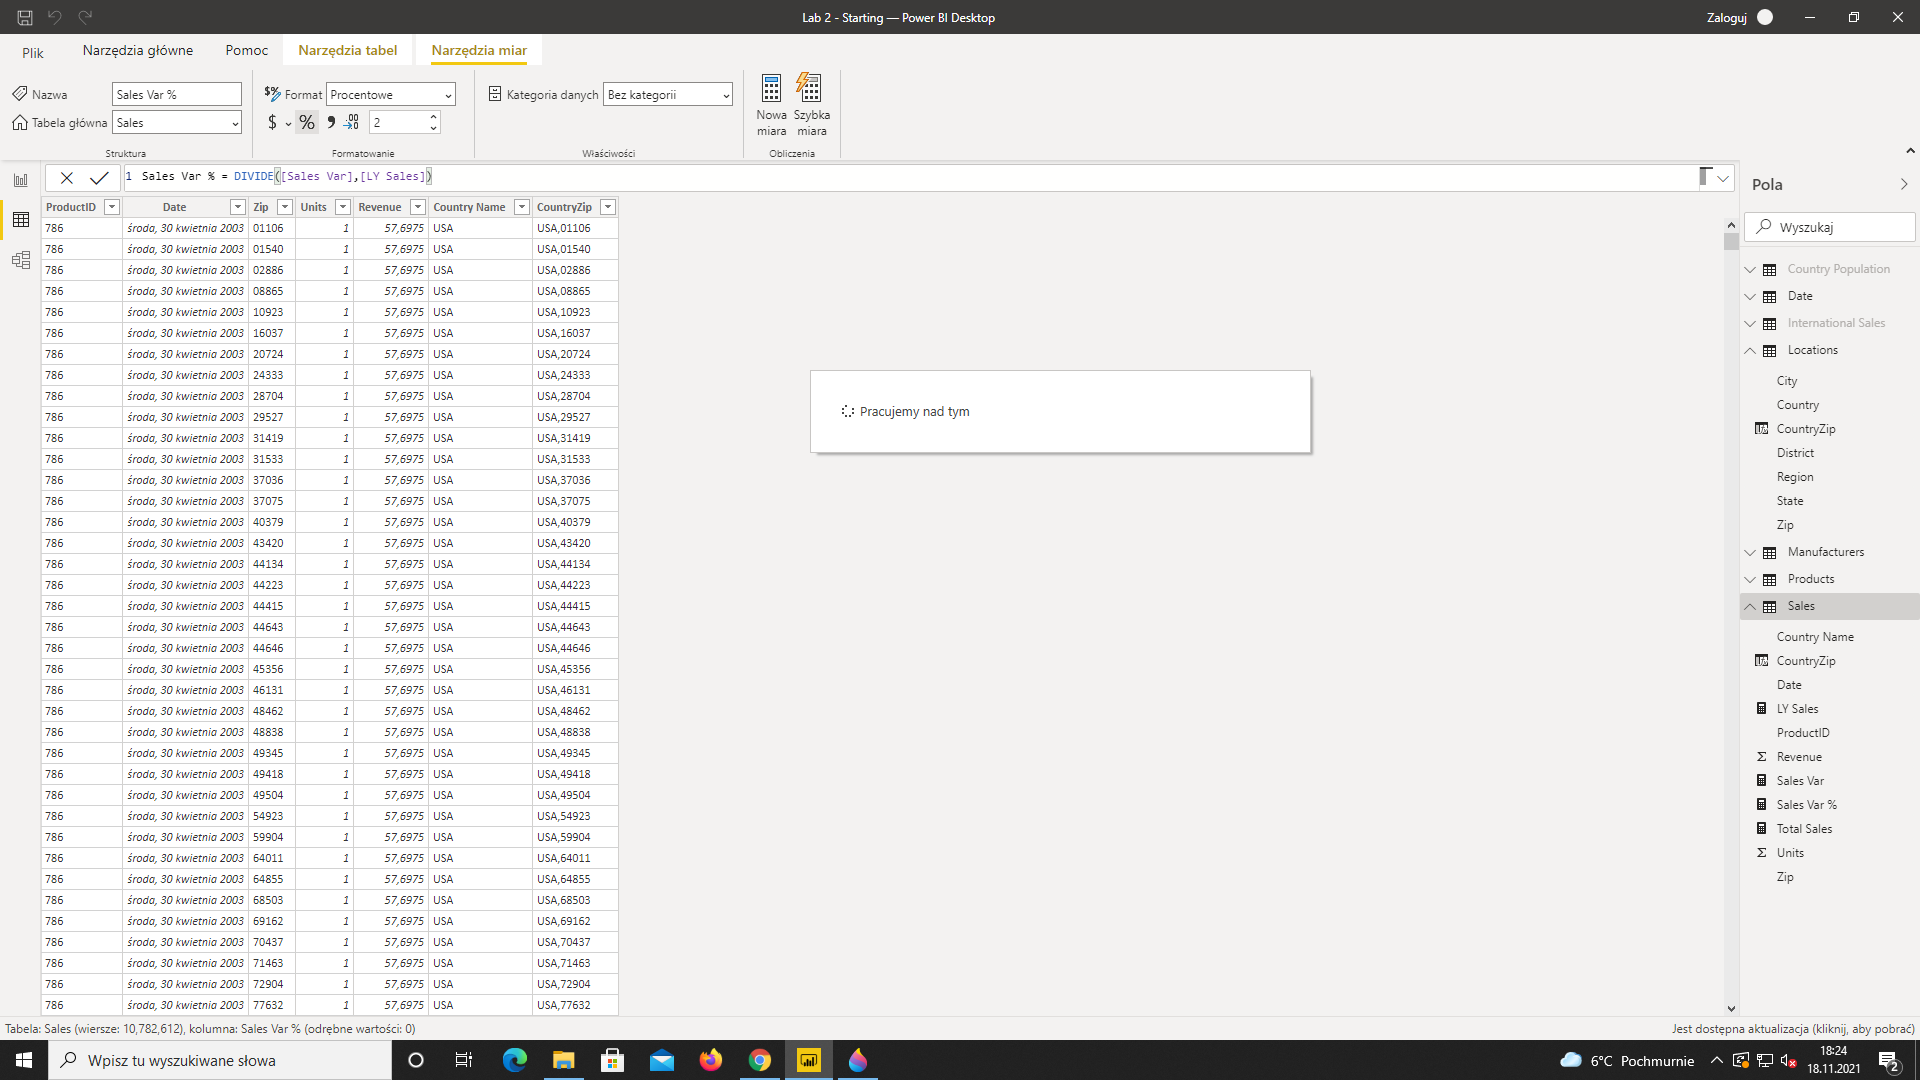 Lab 2 - Starting — Power BI Desktop
Zaloguj
Plik
Narzędzia główne
Pomoc
Narzędzia tabel
Narzędzia miar
Nazwa
Sales Var %
Tabela główna
Sales
Struktura
$% Format
Procentowe
$ % 9 .00 →0
2
Formatowanie
Kategoria danych
Bez kategorii
Właściwości
Nowa miara
Szybka miara
Obliczenia
1 Sales Var % = DIVIDE([Sales Var],[LY Sales])
ProductID Date Zip Units Revenue Country Name CountryZip
786 środa, 30 kwietnia 2003 01106 1 57,6975 USA USA,01106
786 środa, 30 kwietnia 2003 01540 1 57,6975 USA USA,01540
786 środa, 30 kwietnia 2003 02886 1 57,6975 USA USA,02886
786 środa, 30 kwietnia 2003 08865 1 57,6975 USA USA,08865
786 środa, 30 kwietnia 2003 10923 1 57,6975 USA USA,10923
786 środa, 30 kwietnia 2003 16037 1 57,6975 USA USA,16037
786 środa, 30 kwietnia 2003 20724 1 57,6975 USA USA,20724
786 środa, 30 kwietnia 2003 24333 1 57,6975 USA USA,24333
786 środa, 30 kwietnia 2003 28704 1 57,6975 USA USA,28704
786 środa, 30 kwietnia 2003 29527 1 57,6975 USA USA,29527
786 środa, 30 kwietnia 2003 31419 1 57,6975 USA USA,31419
786 środa, 30 kwietnia 2003 31533 1 57,6975 USA USA,31533
786 środa, 30 kwietnia 2003 37036 1 57,6975 USA USA,37036
786 środa, 30 kwietnia 2003 37075 1 57,6975 USA USA,37075
786 środa, 30 kwietnia 2003 40379 1 57,6975 USA USA,40379
786 środa, 30 kwietnia 2003 43420 1 57,6975 USA USA,43420
786 środa, 30 kwietnia 2003 44134 1 57,6975 USA USA,44134
786 środa, 30 kwietnia 2003 44223 1 57,6975 USA USA,44223
786 środa, 30 kwietnia 2003 44415 1 57,6975 USA USA,44415
786 środa, 30 kwietnia 2003 44643 1 57,6975 USA USA,44643
786 środa, 30 kwietnia 2003 44646 1 57,6975 USA USA,44646
786 środa, 30 kwietnia 2003 45356 1 57,6975 USA USA,45356
786 środa, 30 kwietnia 2003 46131 1 57,6975 USA USA,46131
786 środa, 30 kwietnia 2003 48462 1 57,6975 USA USA,48462
786 środa, 30 kwietnia 2003 48838 1 57,6975 USA USA,48838
786 środa, 30 kwietnia 2003 49345 1 57,6975 USA USA,49345
786 środa, 30 kwietnia 2003 49418 1 57,6975 USA USA,49418
786 środa, 30 kwietnia 2003 49504 1 57,6975 USA USA,49504
786 środa, 30 kwietnia 2003 54923 1 57,6975 USA USA,54923
786 środa, 30 kwietnia 2003 59904 1 57,6975 USA USA,59904
786 środa, 30 kwietnia 2003 64011 1 57,6975 USA USA,64011
786 środa, 30 kwietnia 2003 64855 1 57,6975 USA USA,64855
786 środa, 30 kwietnia 2003 68503 1 57,6975 USA USA,68503
786 środa, 30 kwietnia 2003 69162 1 57,6975 USA USA,69162
786 środa, 30 kwietnia 2003 70437 1 57,6975 USA USA,70437
786 środa, 30 kwietnia 2003 71463 1 57,6975 USA USA,71463
786 środa, 30 kwietnia 2003 72904 1 57,6975 USA USA,72904
786 środa, 30 kwietnia 2003 77632 1 57,6975 USA USA,77632
Pracujemy nad tym
Pola
Wyszukaj
Country Population
Date
International Sales
Locations
City
Country
CountryZip
District
Region
State
Zip
Manufacturers
Products
Sales
Country Name
CountryZip
Date
LY Sales
ProductID
Σ Revenue
Sales Var
Sales Var %
Total Sales
Σ Units
Zip
Tabela: Sales (wiersze: 10,782,612), kolumna: Sales Var % (odrębne wartości: 0)
Jest dostępna aktualizacja (kliknij, aby pobrać)
Wpisz tu wyszukiwane słowa
6°C Pochmurnie
18:24
18.11.2021
2